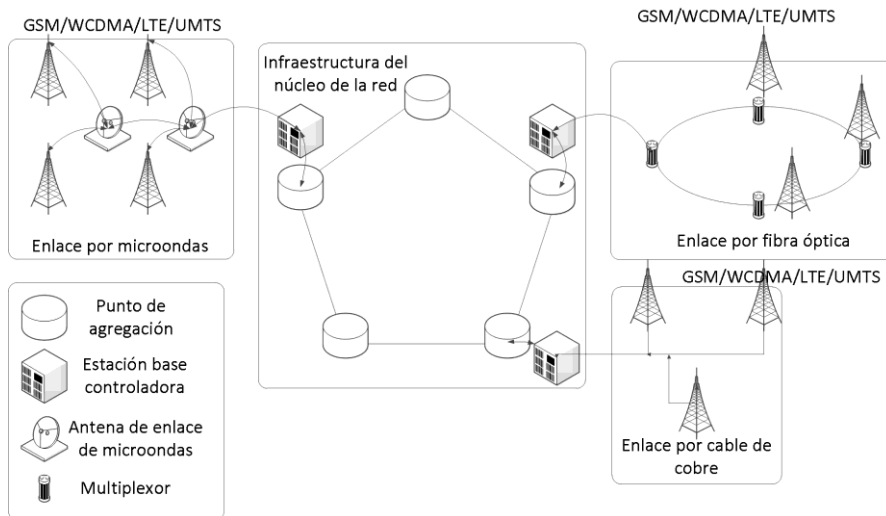 GSM/WCDMA/LTE/UMTS
Enlace por microondas
Infraestructura del
núcleo de la red
GSM/WCDMA/LTE/UMTS
Enlace por fibra óptica
GSM/WCDMA/LTE/UMTS
Enlace por cable de
cobre
Punto de
agregación
Estación base
controladora
Antena de enlace
de microondas
Multiplexor